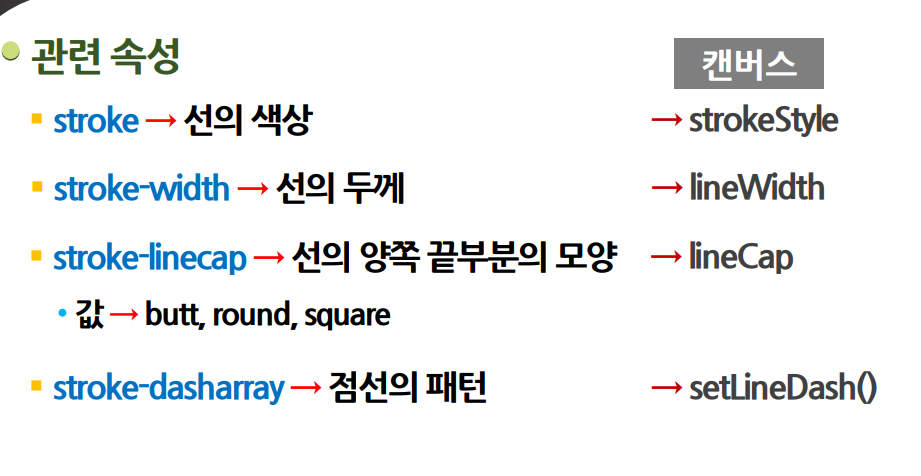 관련 속성
캔버스
stroke → 선의 색상 → strokeStyle
stroke-width → 선의 두께 → lineWidth
stroke-linecap → 선의 양쪽 끝부분의 모양 → lineCap
• 값 → butt, round, square
stroke-dasharray → 점선의 패턴 → setLineDash()